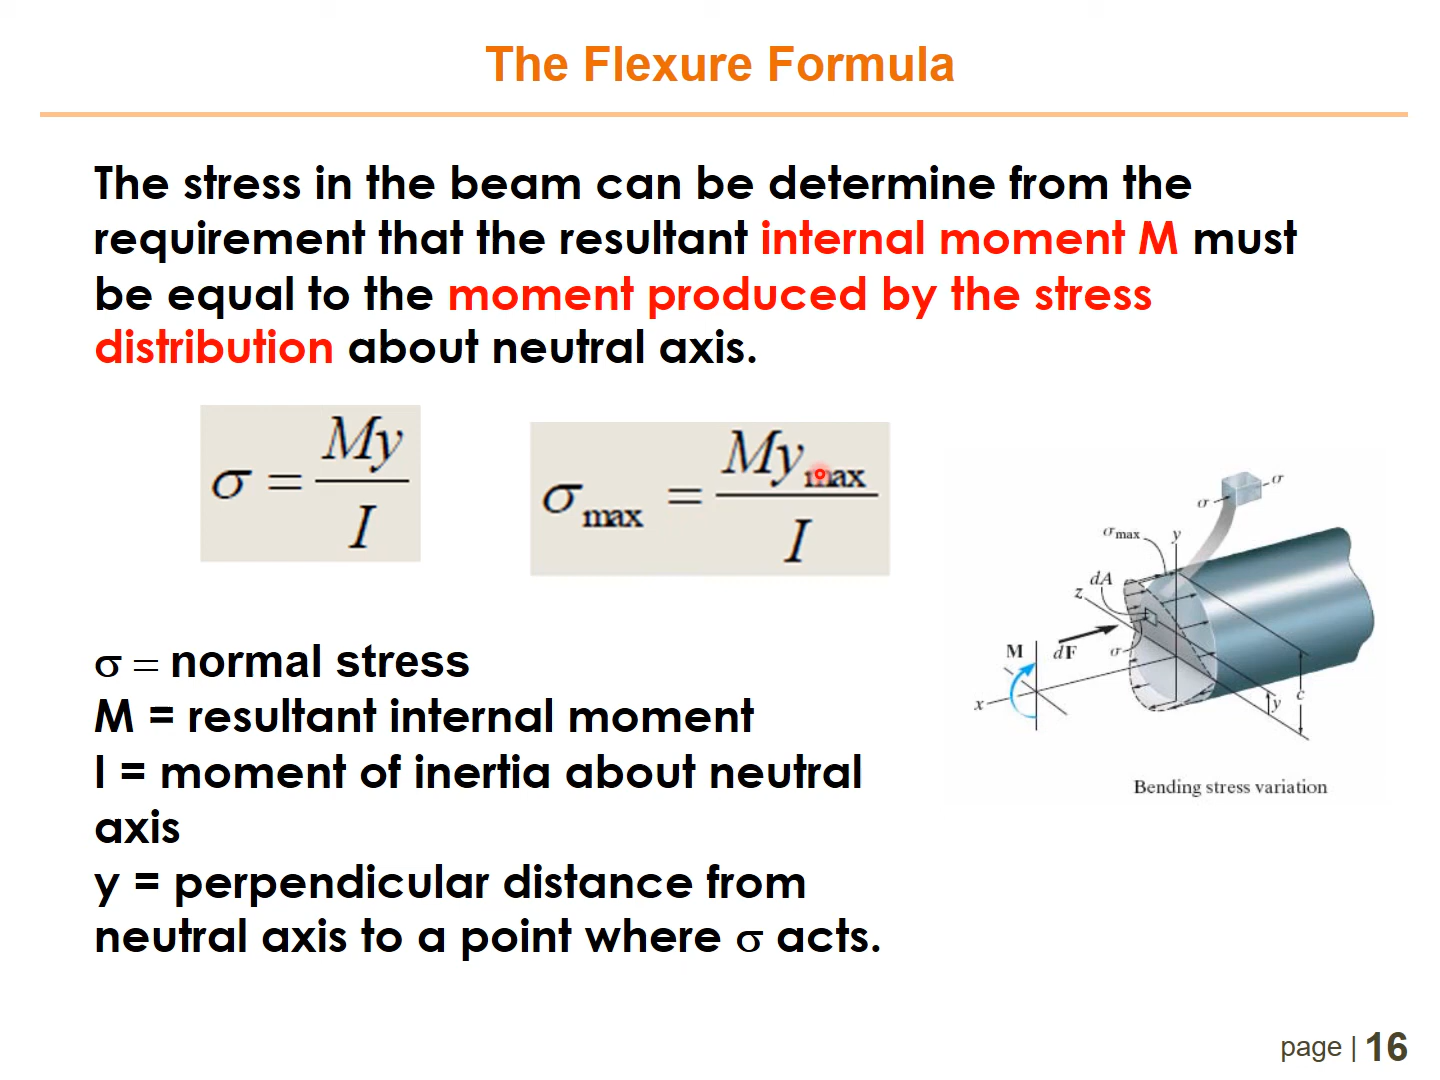 The Flexure Formula
The stress in the beam can be determine from the
requirement that the resultant internal moment M must
be equal to the moment produced by the stress
distribution about neutral axis.
σ = My / I
σmax = Mymax / I
σ = normal stress
M = resultant internal moment
I = moment of inertia about neutral
axis
y = perpendicular distance from
neutral axis to a point where σ acts.
σ
σ
σmax
y
dA
z
M
dF
σ
x
c
y
Bending stress variation
page | 16